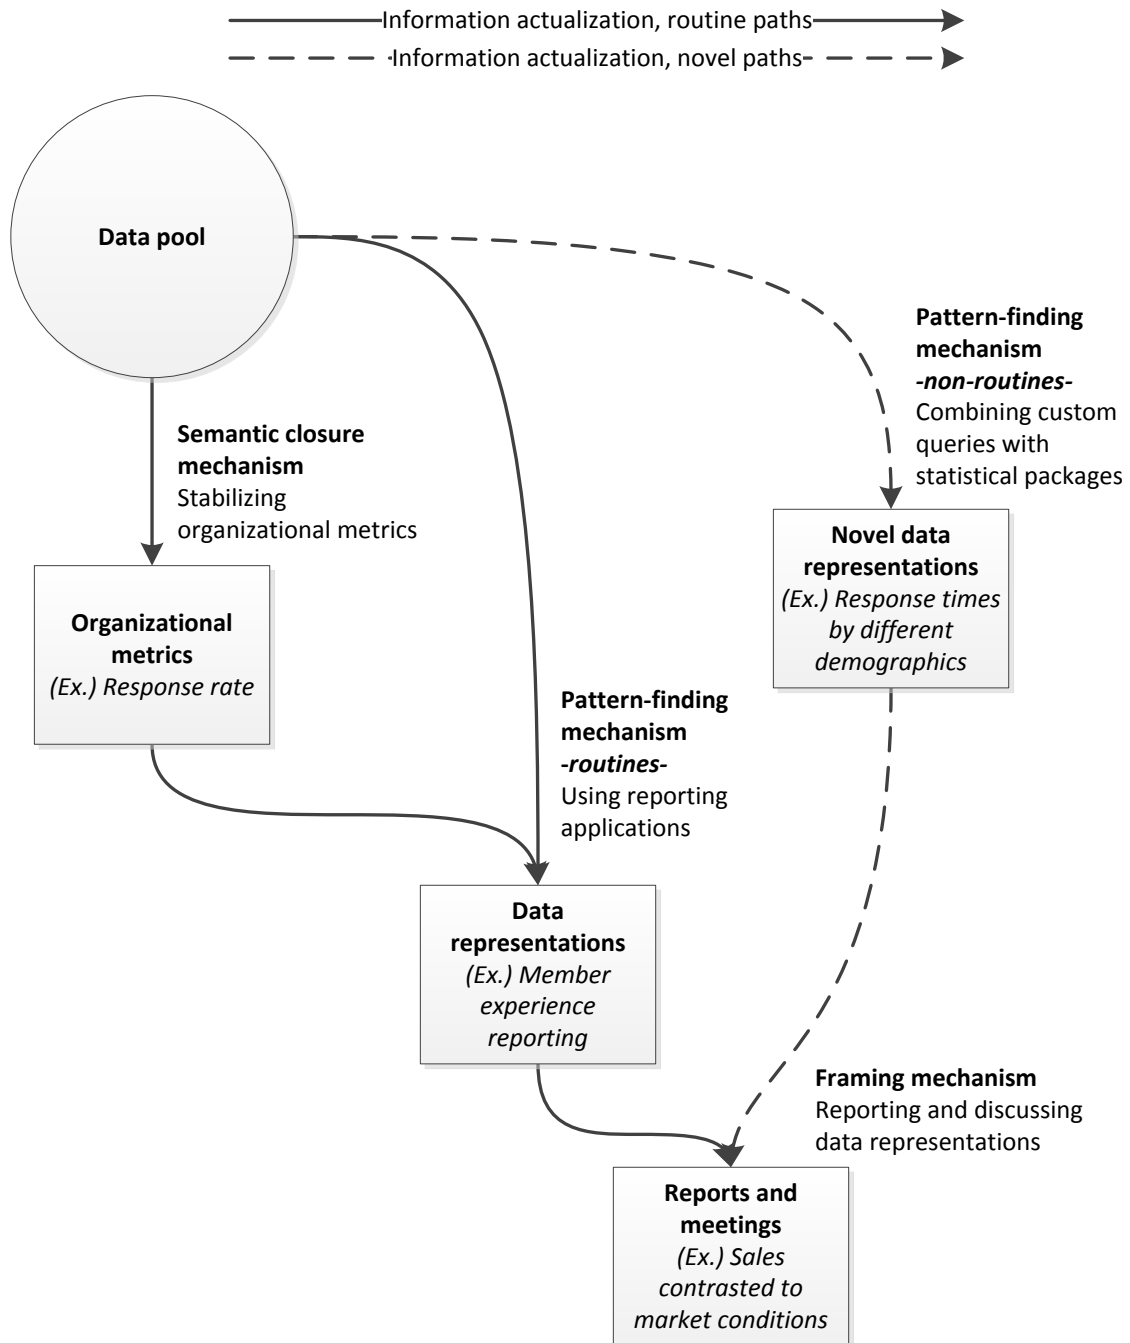 Information actualization, routine paths
Information actualization, novel paths
Data pool
Pattern-finding
mechanism
-non-routines-
Combining custom
queries with
statistical packages
Semantic closure
mechanism
Stabilizing
organizational metrics
Novel data
representations
(Ex.) Response times
by different
demographics
Organizational
metrics
(Ex.) Response rate
Pattern-finding
mechanism
-routines-
Using reporting
applications
Data
representations
(Ex.) Member
experience
reporting
Framing mechanism
Reporting and discussing
data representations
Reports and
meetings
(Ex.) Sales
contrasted to
market conditions